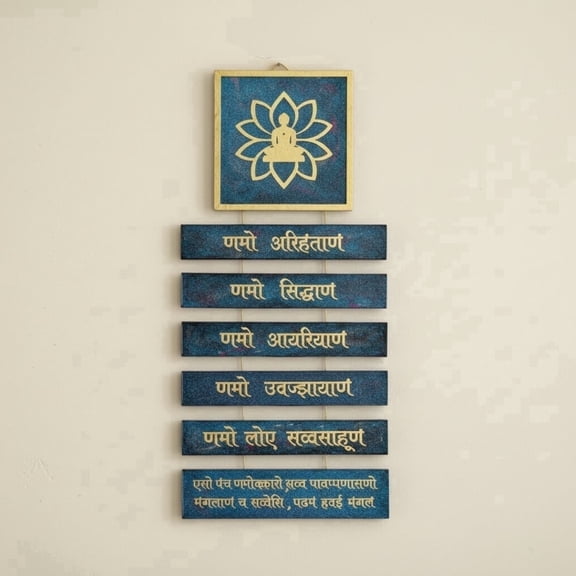 णमो अरिहंताणं
णमो सिद्धाणं
णमो आयरियाणं
णमो उवज्झायाणं
णमो लोए सव्वसाहूणं
एसो पंच णमोक्कारो,सव्व पावप्पणासणो
मंगलाणं च सव्वेसिं, पढमं हवई मंगलं